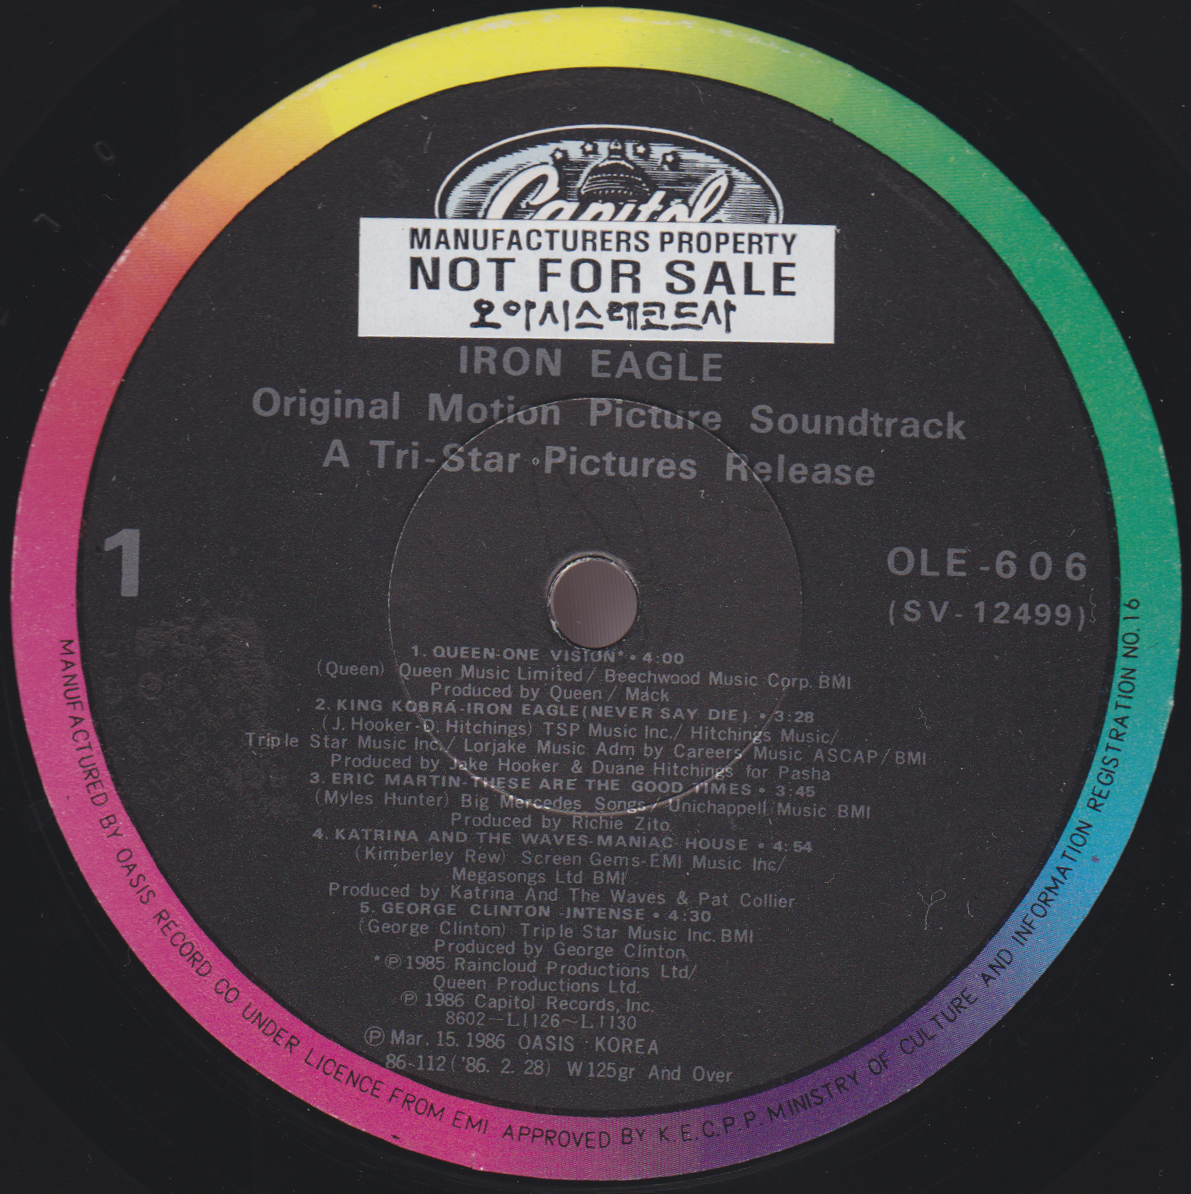 Capitol
MANUFACTURERS PROPERTY
NOT FOR SALE
오아시스레코드사
IRON EAGLE
Original Motion Picture Soundtrack
A Tri-Star Pictures Release
1
OLE-606
(SV-12499)
1. QUEEN-ONE VISION* • 4:00
(Queen) Queen Music Limited/ Beechwood Music Corp. BMI
Produced by Queen / Mack
2. KING KOBRA-IRON EAGLE(NEVER SAY DIE) • 3:28
(J. Hooker-D. Hitchings) TSP Music Inc./ Hitchings Music/
Triple Star Music Inc./ Lorjake Music Adm by Careers Music ASCAP/BMI
Produced by Jake Hooker & Duane Hitchings for Pasha
3. ERIC MARTIN-THESE ARE THE GOOD TIMES • 3:45
(Myles Hunter) Big Mercedes Songs/ Unichappell Music BMI
Produced by Richie Zito
4. KATRINA AND THE WAVES-MANIAC HOUSE • 4:54
(Kimberley Rew) Screen Gems-EMI Music Inc/
Megasongs Ltd BMI
Produced by Katrina And The Waves & Pat Collier
5. GEORGE CLINTON -INTENSE • 4:30
(George Clinton) Triple Star Music Inc. BMI
Produced by George Clinton
*Ⓟ1985 Raincloud Productions Ltd/
Queen Productions Ltd.
Ⓟ 1986 Capitol Records, Inc.
8602-L1126~L1130
Ⓟ Mar. 15. 1986 OASIS · KOREA
86-112('86. 2. 28) W125gr And Over
MANUFACTURED BY OASIS RECORD CO UNDER LICENCE FROM EMI. APPROVED BY K.E.C.P.P. MINISTRY OF CULTURE AND INFORMATION REGISTRATION NO.16